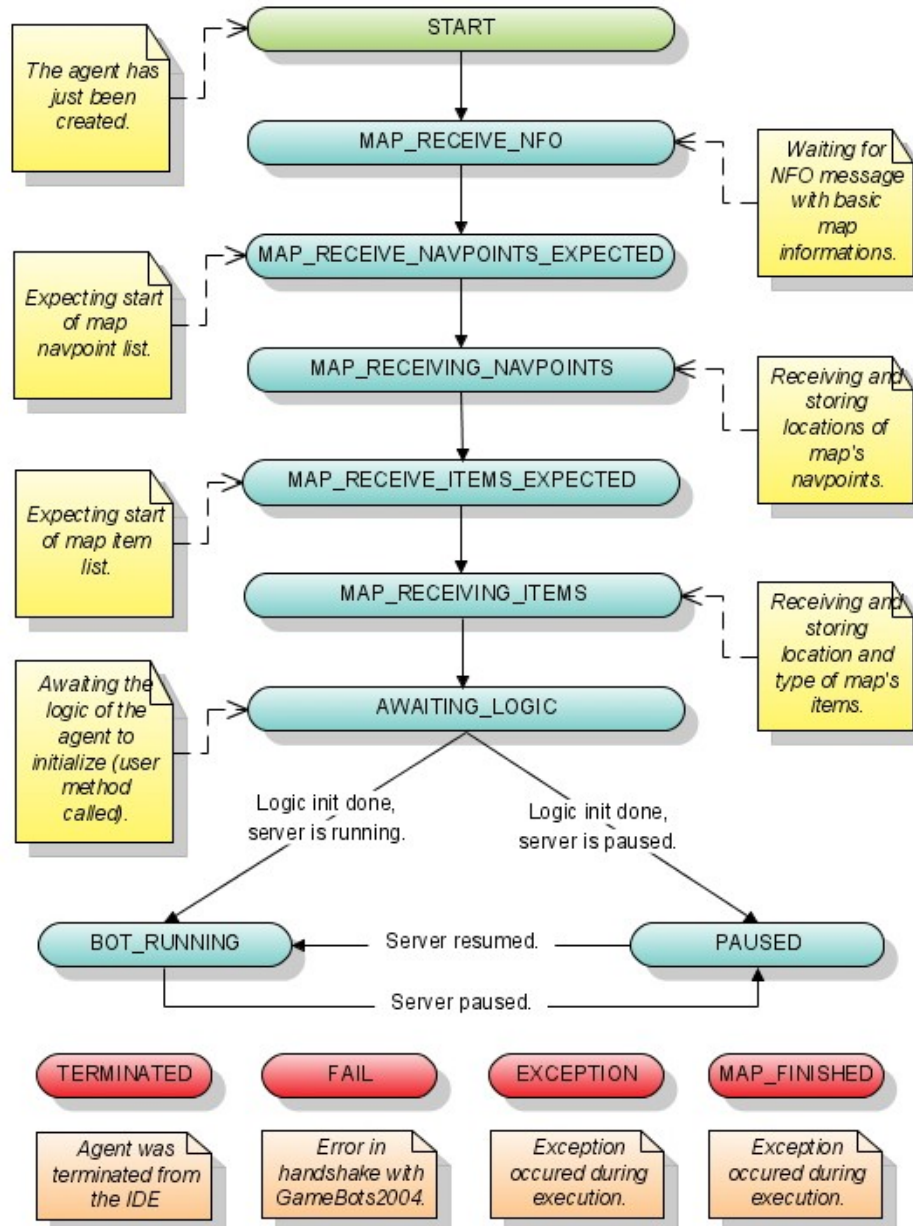 START
The agent has
just been
created.
MAP_RECEIVE_NFO
Waiting for
NFO message
with basic
map
informations.
MAP_RECEIVE_NAVPOINTS_EXPECTED
Expecting start
of map
navpoint list.
MAP_RECEIVING_NAVPOINTS
Receiving and
storing
locations of
map's
navpoints.
MAP_RECEIVE_ITEMS_EXPECTED
Expecting start
of map item
list.
MAP_RECEIVING_ITEMS
Receiving and
storing
location and
type of map's
items.
AWAITING_LOGIC
Awaiting the
logic of the
agent to
initialize (user
method
called).
Logic init done,
server is running.
Logic init done,
server is paused.
BOT_RUNNING
Server resumed.
PAUSED
Server paused.
TERMINATED
FAIL
EXCEPTION
MAP_FINISHED
Agent was
terminated from
the IDE
Error in
handshake with
GameBots2004.
Exception
occured during
execution.
Exception
occured during
execution.